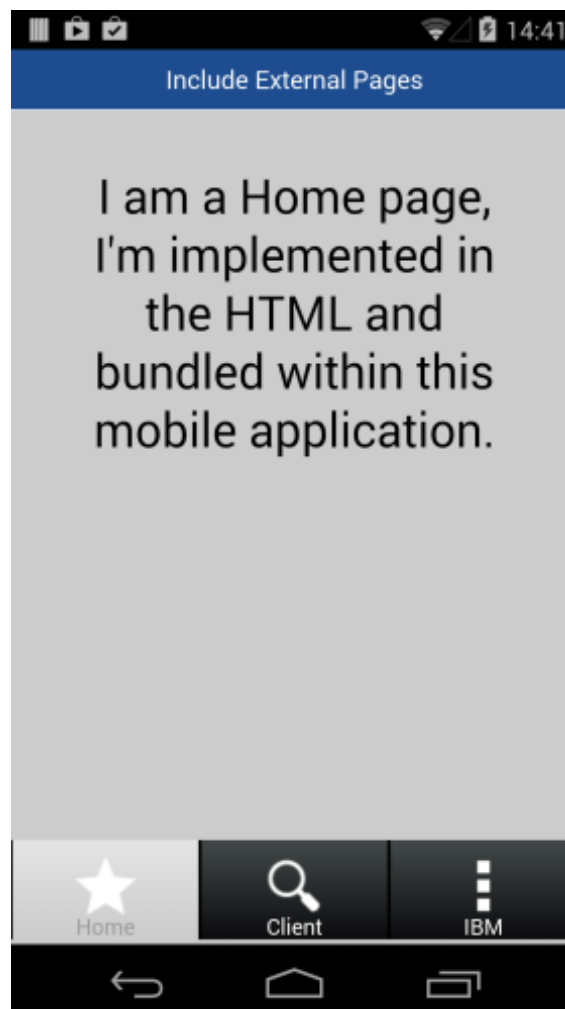 14:41
Include External Pages
I am a Home page,
I'm implemented in
the HTML and
bundled within this
mobile application.
Home
Client
IBM